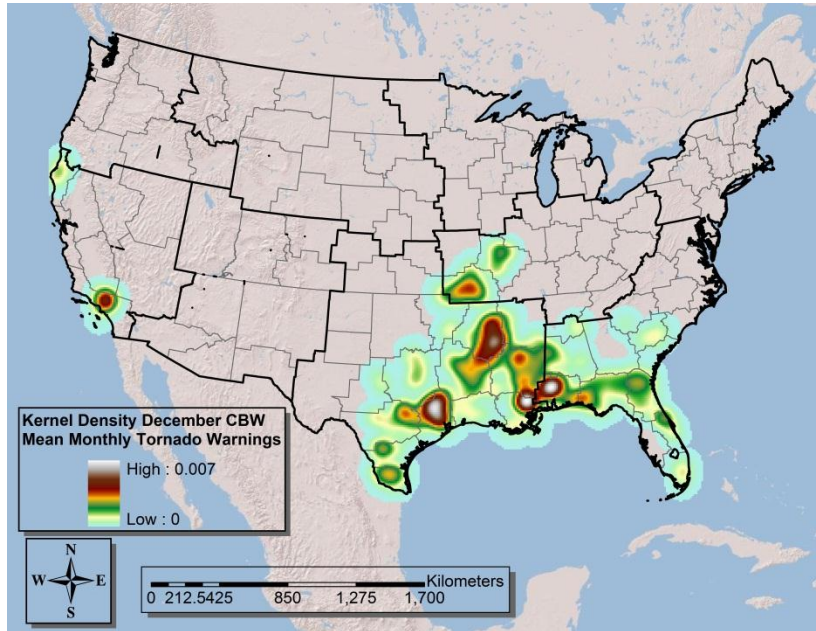 Kernel Density December CBW
Mean Monthly Tornado Warnings
High : 0.007
Low : 0
N
W E
S
Kilometers
0 212.5425 850 1,275 1,700